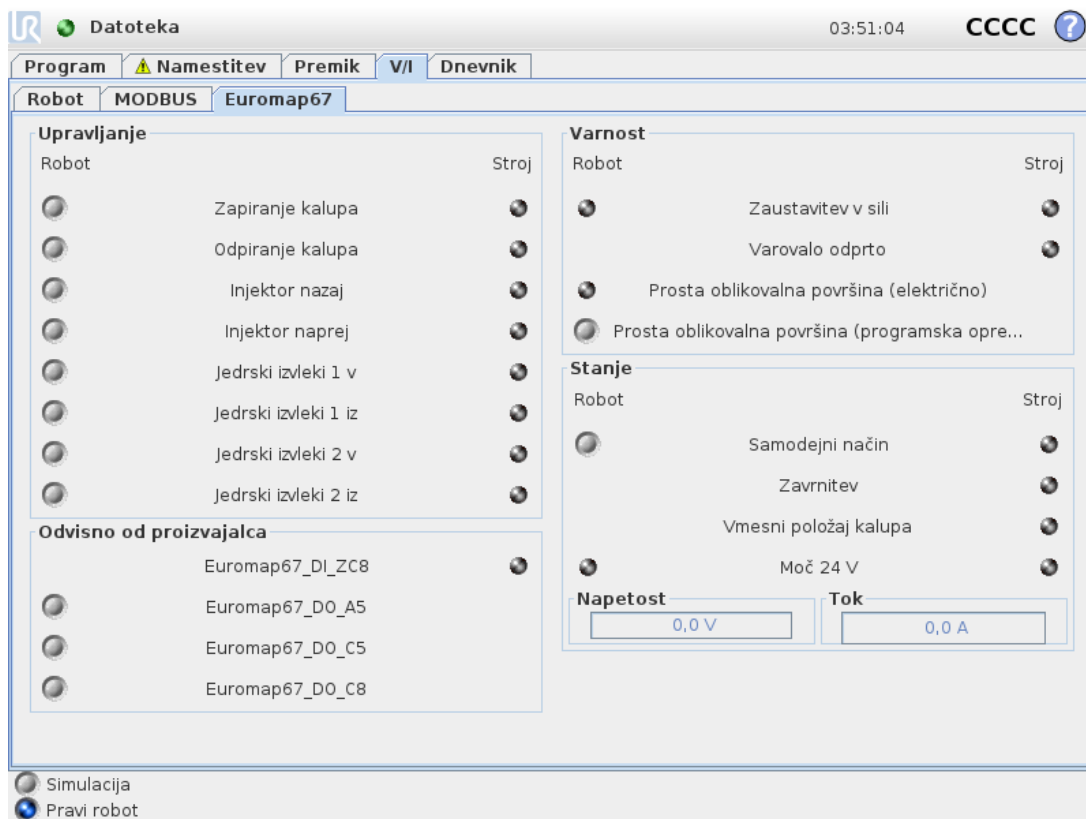 UR Datoteka 03:51:04 CCCC ?
Program Namestitev Premik V/I Dnevnik
Robot MODBUS Euromap67
Upravljanje
Robot Stroj
Zapiranje kalupa
Odpiranje kalupa
Injektor nazaj
Injektor naprej
Jedrski izvleki 1 v
Jedrski izvleki 1 iz
Jedrski izvleki 2 v
Jedrski izvleki 2 iz
Odvisno od proizvajalca
Euromap67_DI_ZC8
Euromap67_DO_A5
Euromap67_DO_C5
Euromap67_DO_C8
Varnost
Robot Stroj
Zaustavitev v sili
Varovalo odprto
Prosta oblikovalna površina (električno)
Prosta oblikovalna površina (programska opre...
Stanje
Robot Stroj
Samodejni način
Zavrnitev
Vmesni položaj kalupa
Moč 24 V
Napetost Tok
0,0 V 0,0 A
Simulacija
Pravi robot